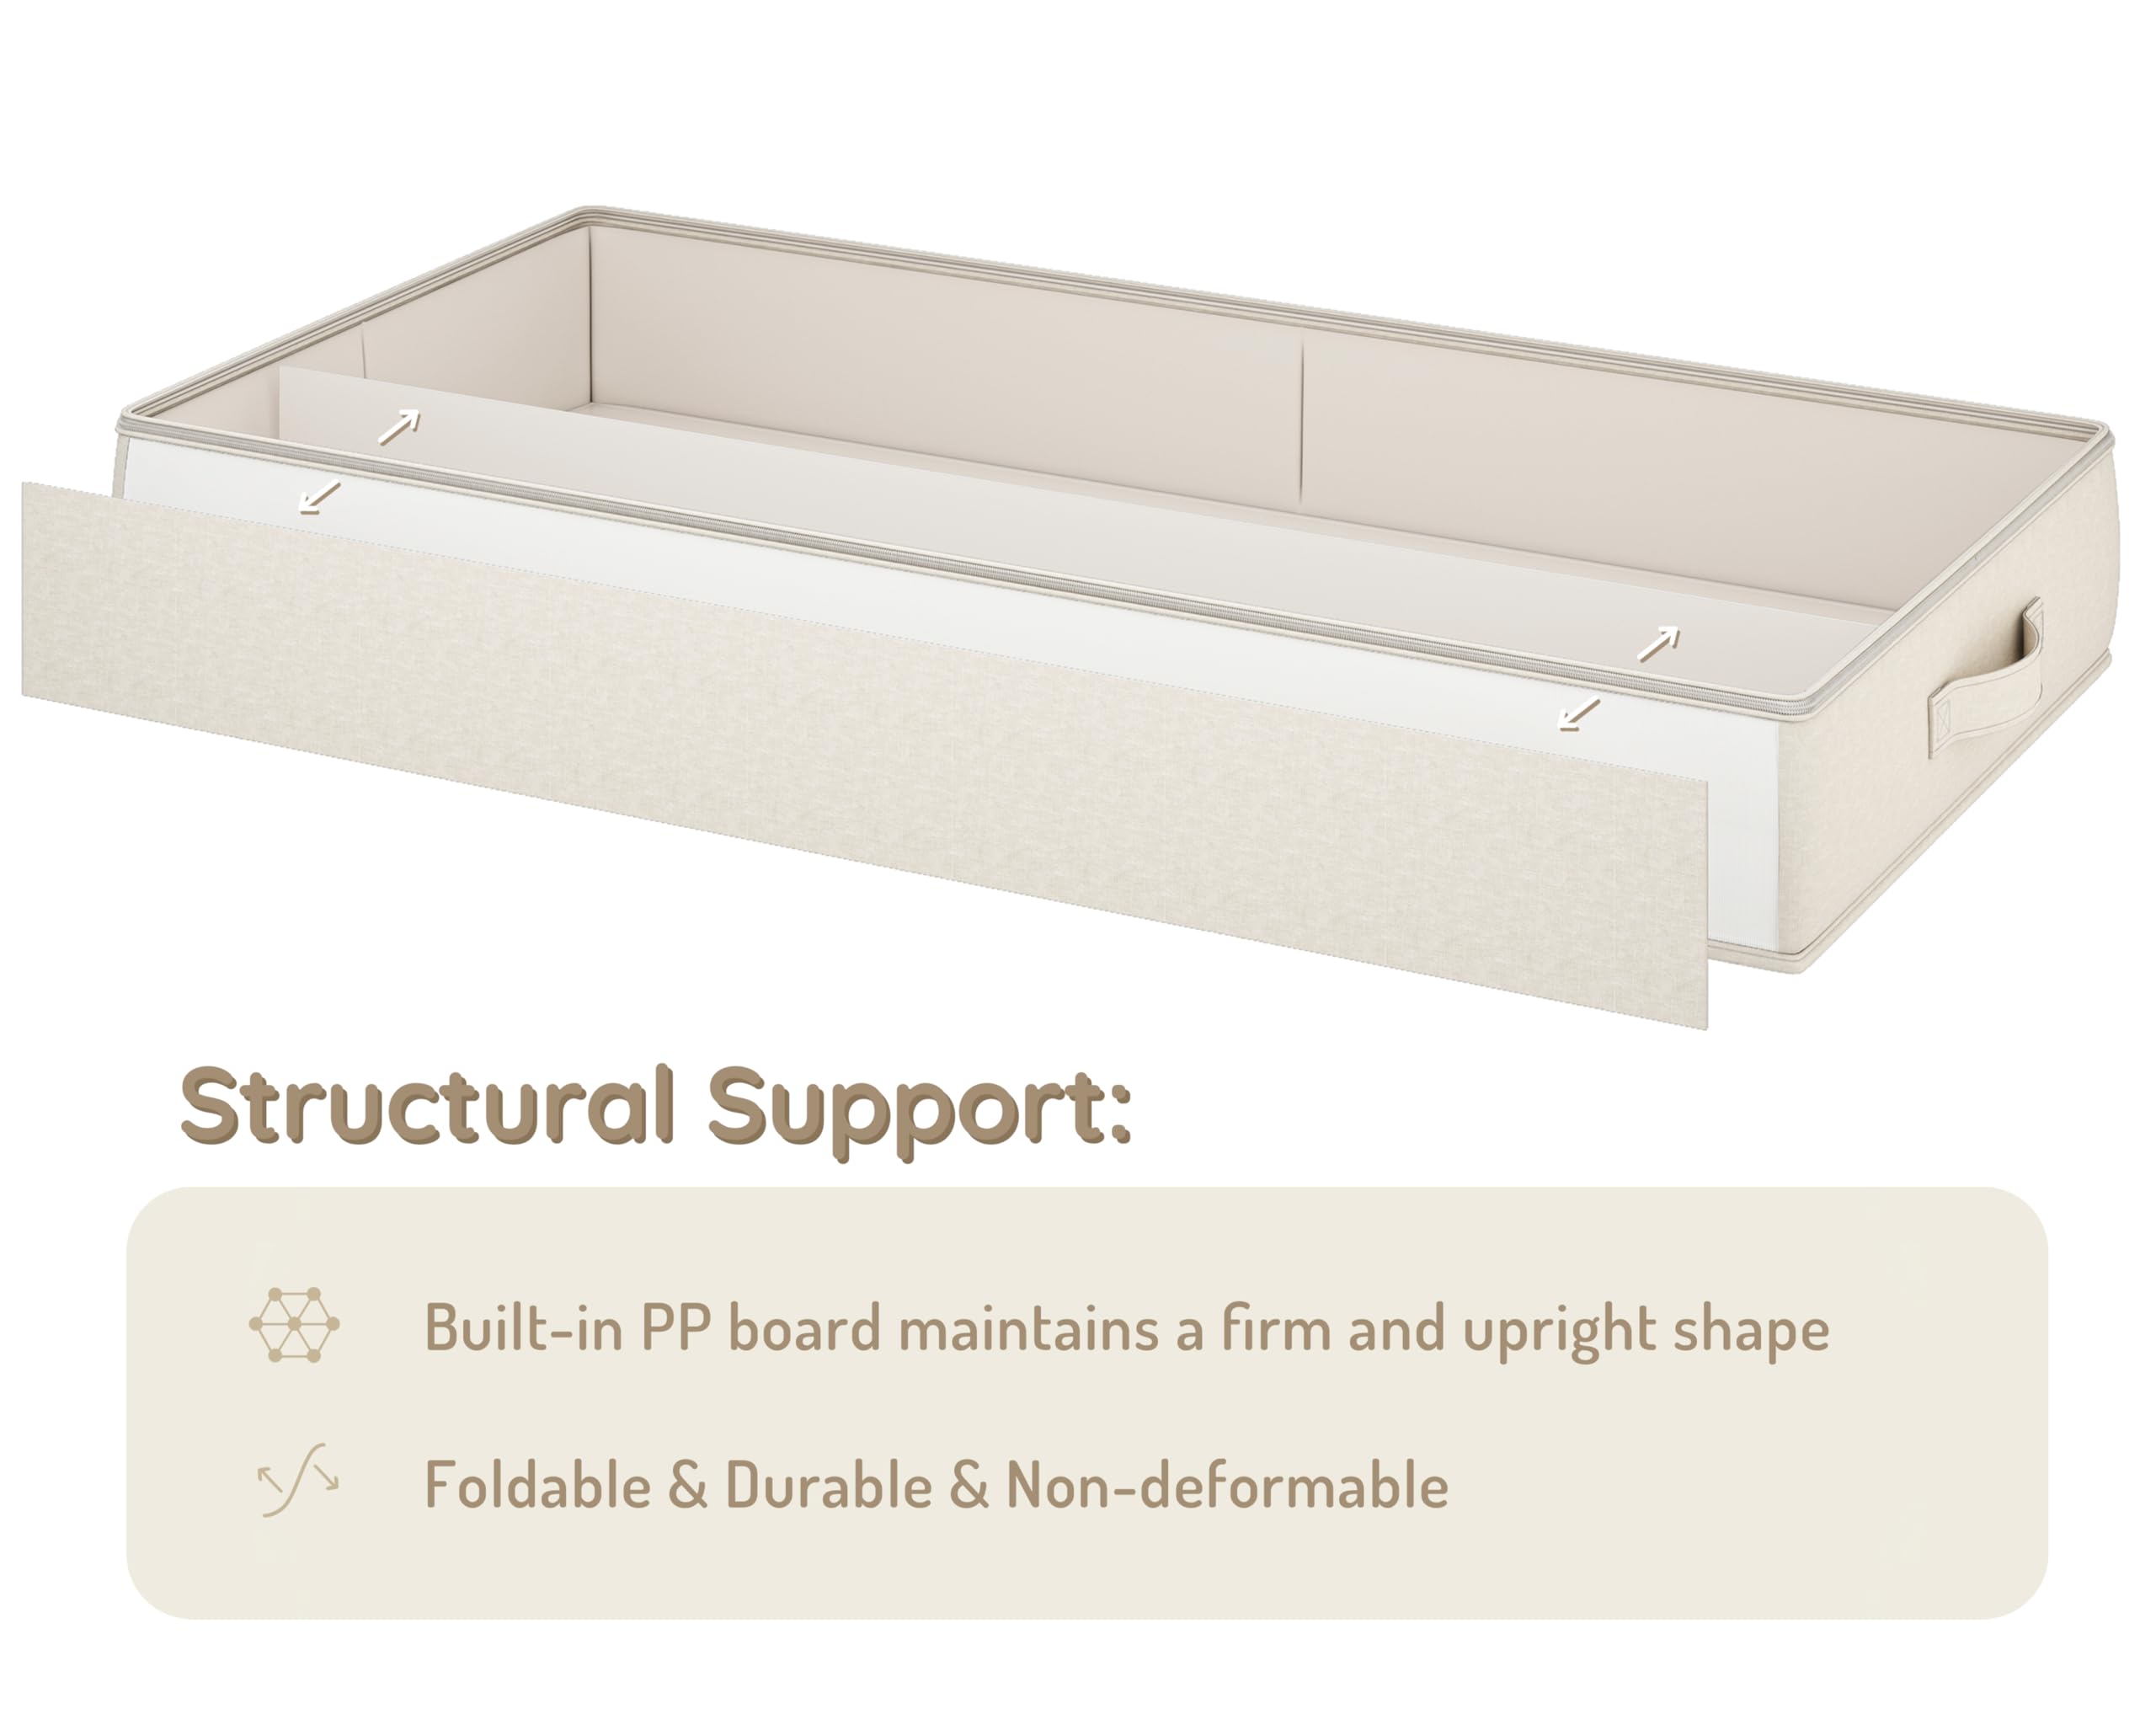 Structural Support:
Built-in PP board maintains a firm and upright shape
Foldable & Durable & Non-deformable